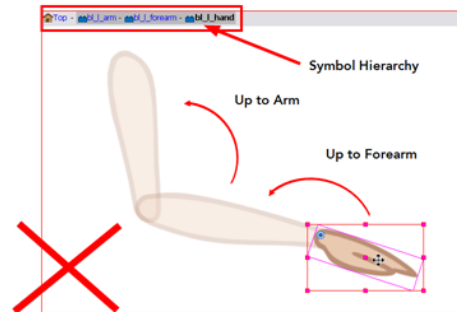 Top - bl_l_arm - bl_l_forearm - bl_l_hand
Symbol Hierarchy
Up to Arm
Up to Forearm